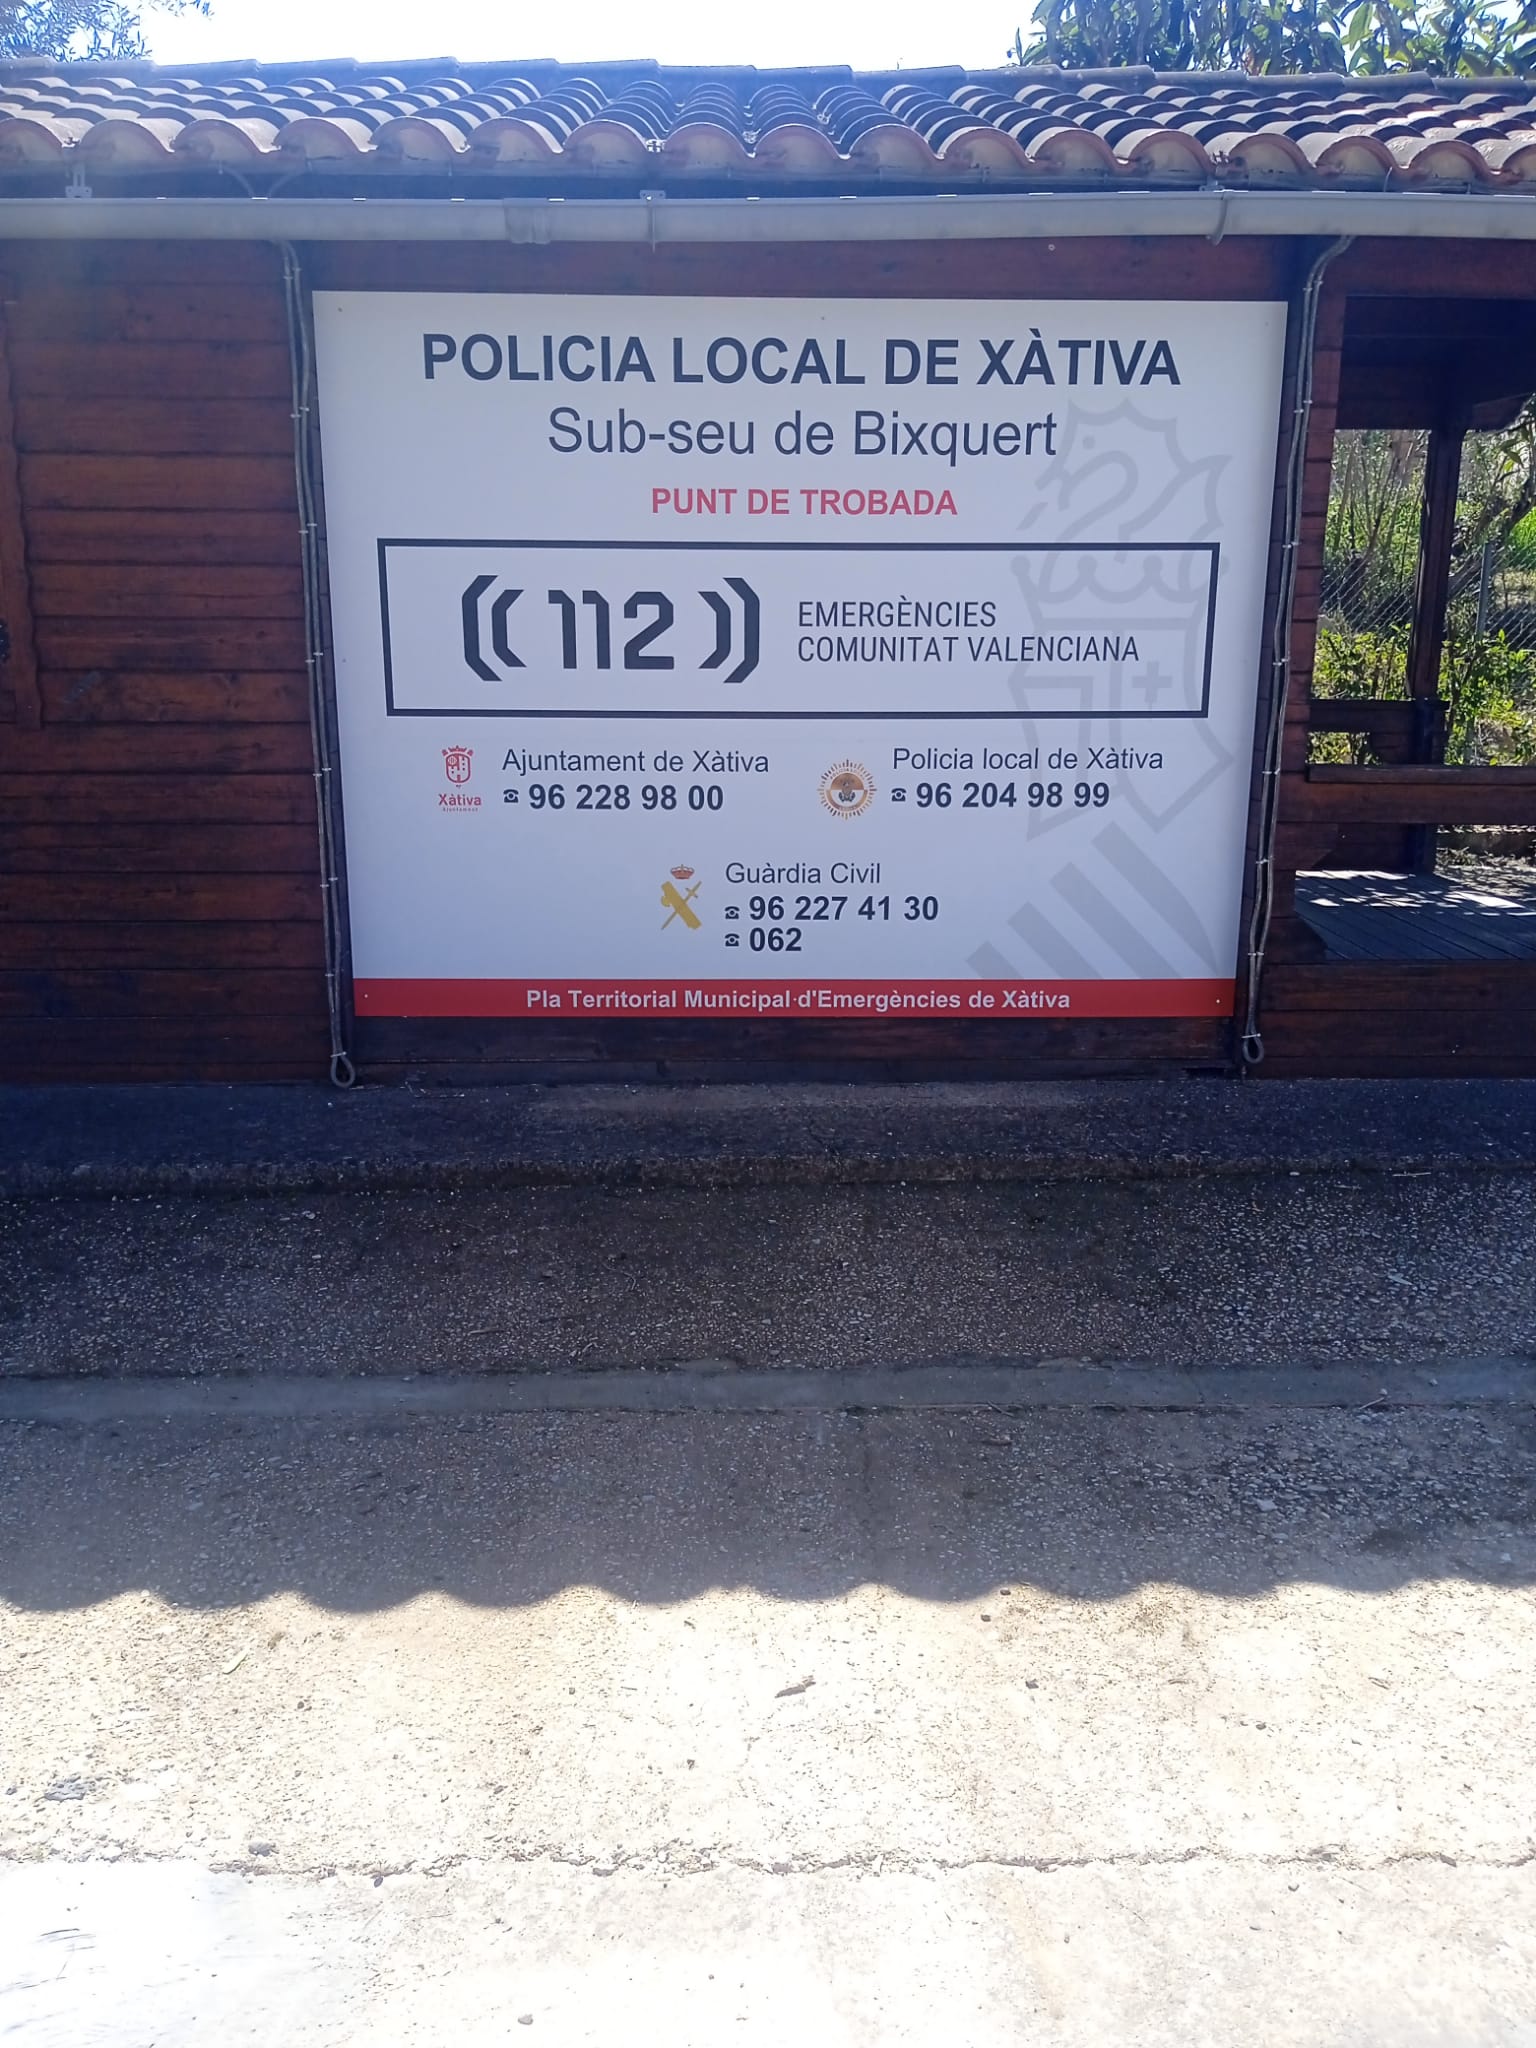 POLICIA LOCAL DE XÀTIVA
Sub-seu de Bixquert
PUNT DE TROBADA
112
EMERGÈNCIES
COMUNITAT VALENCIANA
Xàtiva
Ajuntament
Ajuntament de Xàtiva
96 228 98 00
Policia local de Xàtiva
96 204 98 99
Guàrdia Civil
96 227 41 30
062
Pla Territorial Municipal d'Emergències de Xàtiva